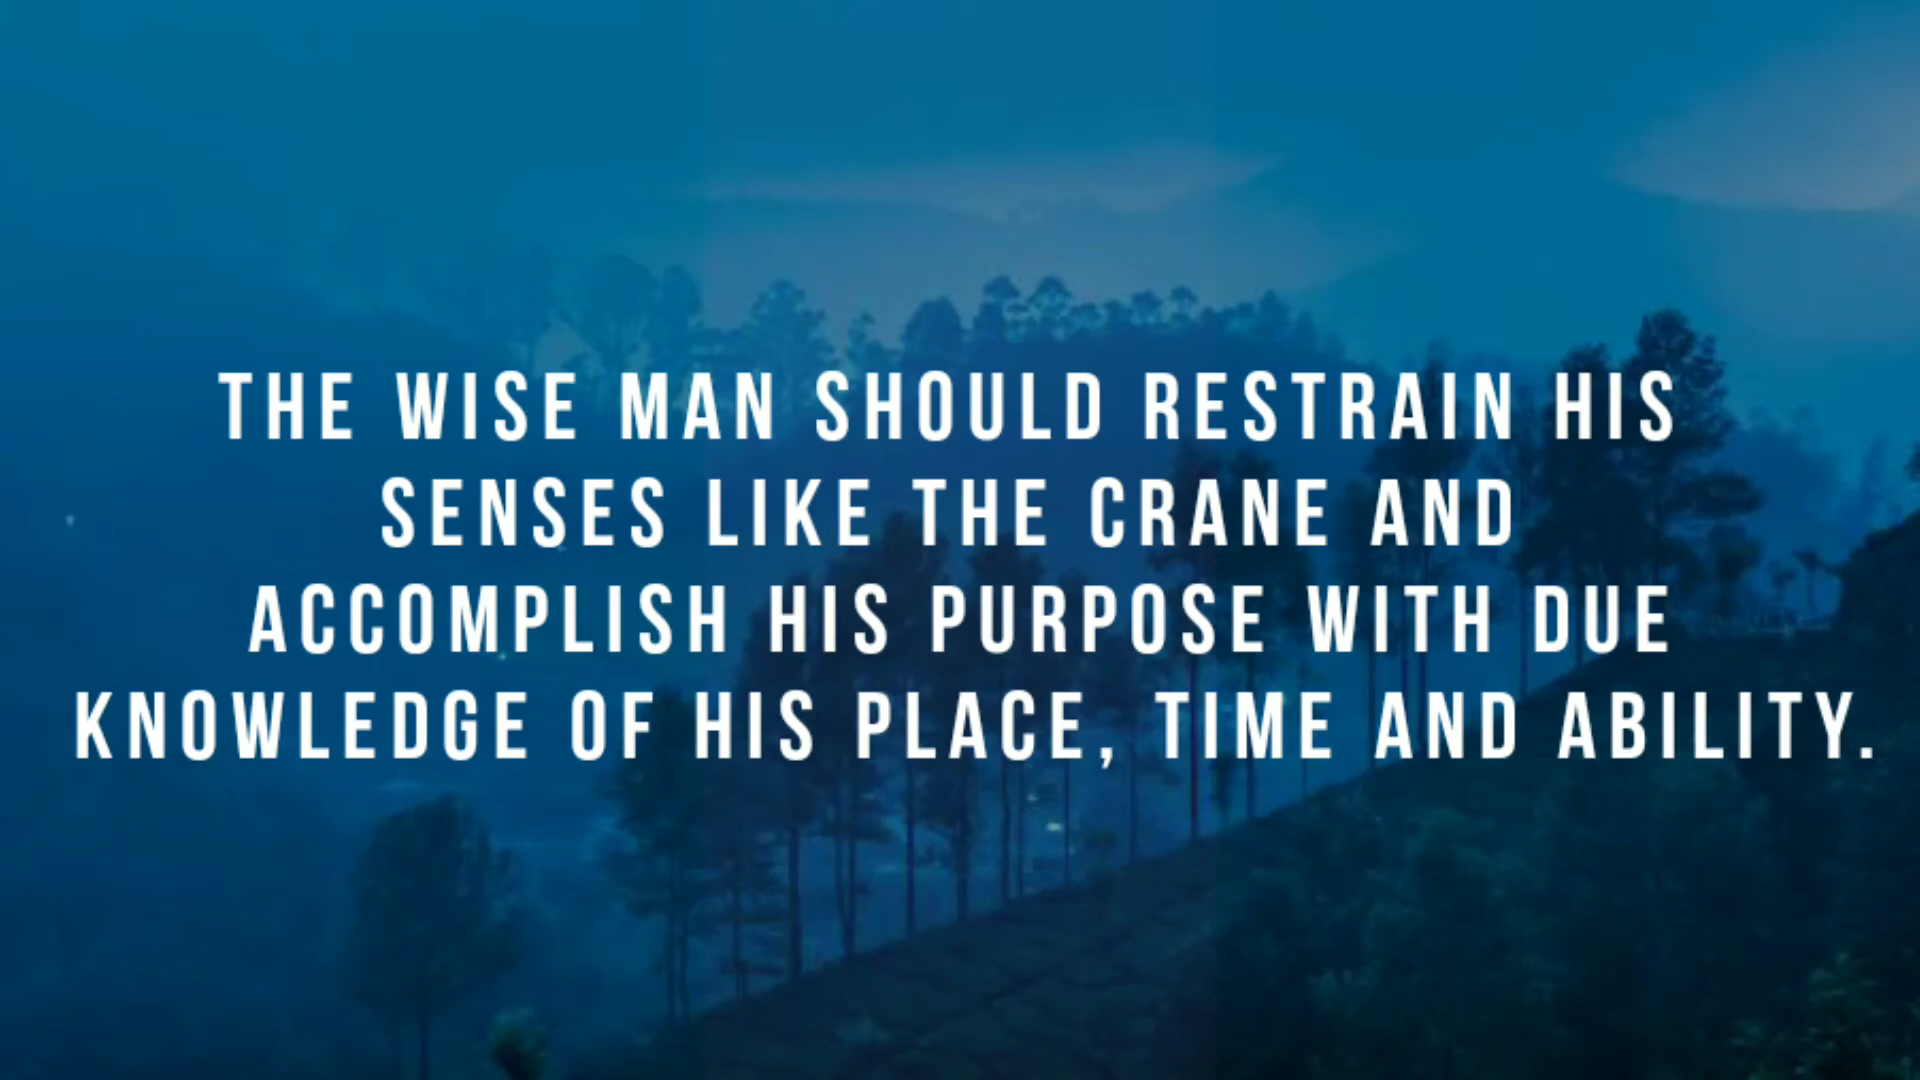 THE WISE MAN SHOULD RESTRAIN HIS
SENSES LIKE THE CRANE AND
ACCOMPLISH HIS PURPOSE WITH DUE
KNOWLEDGE OF HIS PLACE, TIME AND ABILITY.